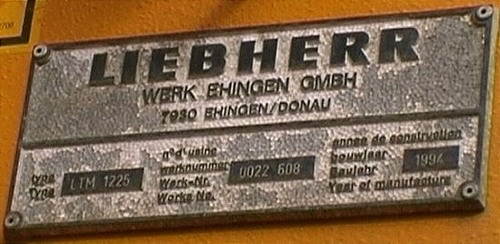 LIEBHERR
WERK EHINGEN GMBH
7930 EHINGEN/DONAU
type
Type
LTM 1225
n° d'usine
werknummer
Werk-Nr.
Works No.
0022 608
année de construction
bouwjaar
Baujahr
Year of manufacture
1994